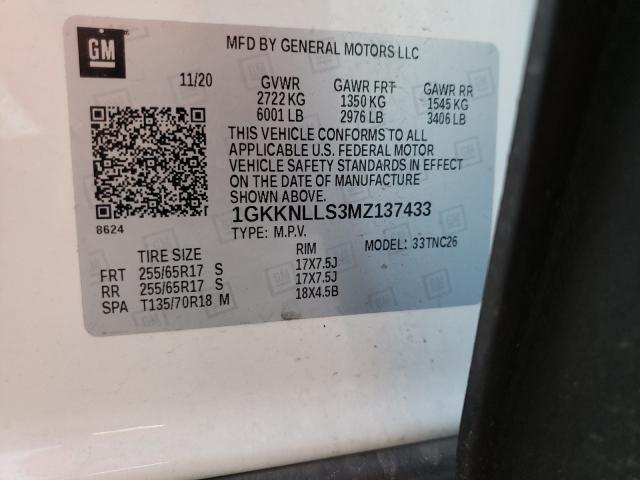 GM
MFD BY GENERAL MOTORS LLC
11/20 GVWR GAWR FRT GAWR RR
2722 KG 1350 KG 1545 KG
6001 LB 2976 LB 3406 LB
THIS VEHICLE CONFORMS TO ALL
APPLICABLE U.S. FEDERAL MOTOR
VEHICLE SAFETY STANDARDS IN EFFECT
ON THE DATE OF MANUFACTURE
SHOWN ABOVE.
1GKKNLLS3MZ137433
8624 TYPE: M.P.V. MODEL: 33TNC26
TIRE SIZE RIM
FRT 255/65R17 S 17X7.5J
RR 255/65R17 S 17X7.5J
SPA T135/70R18 M 18X4.5B